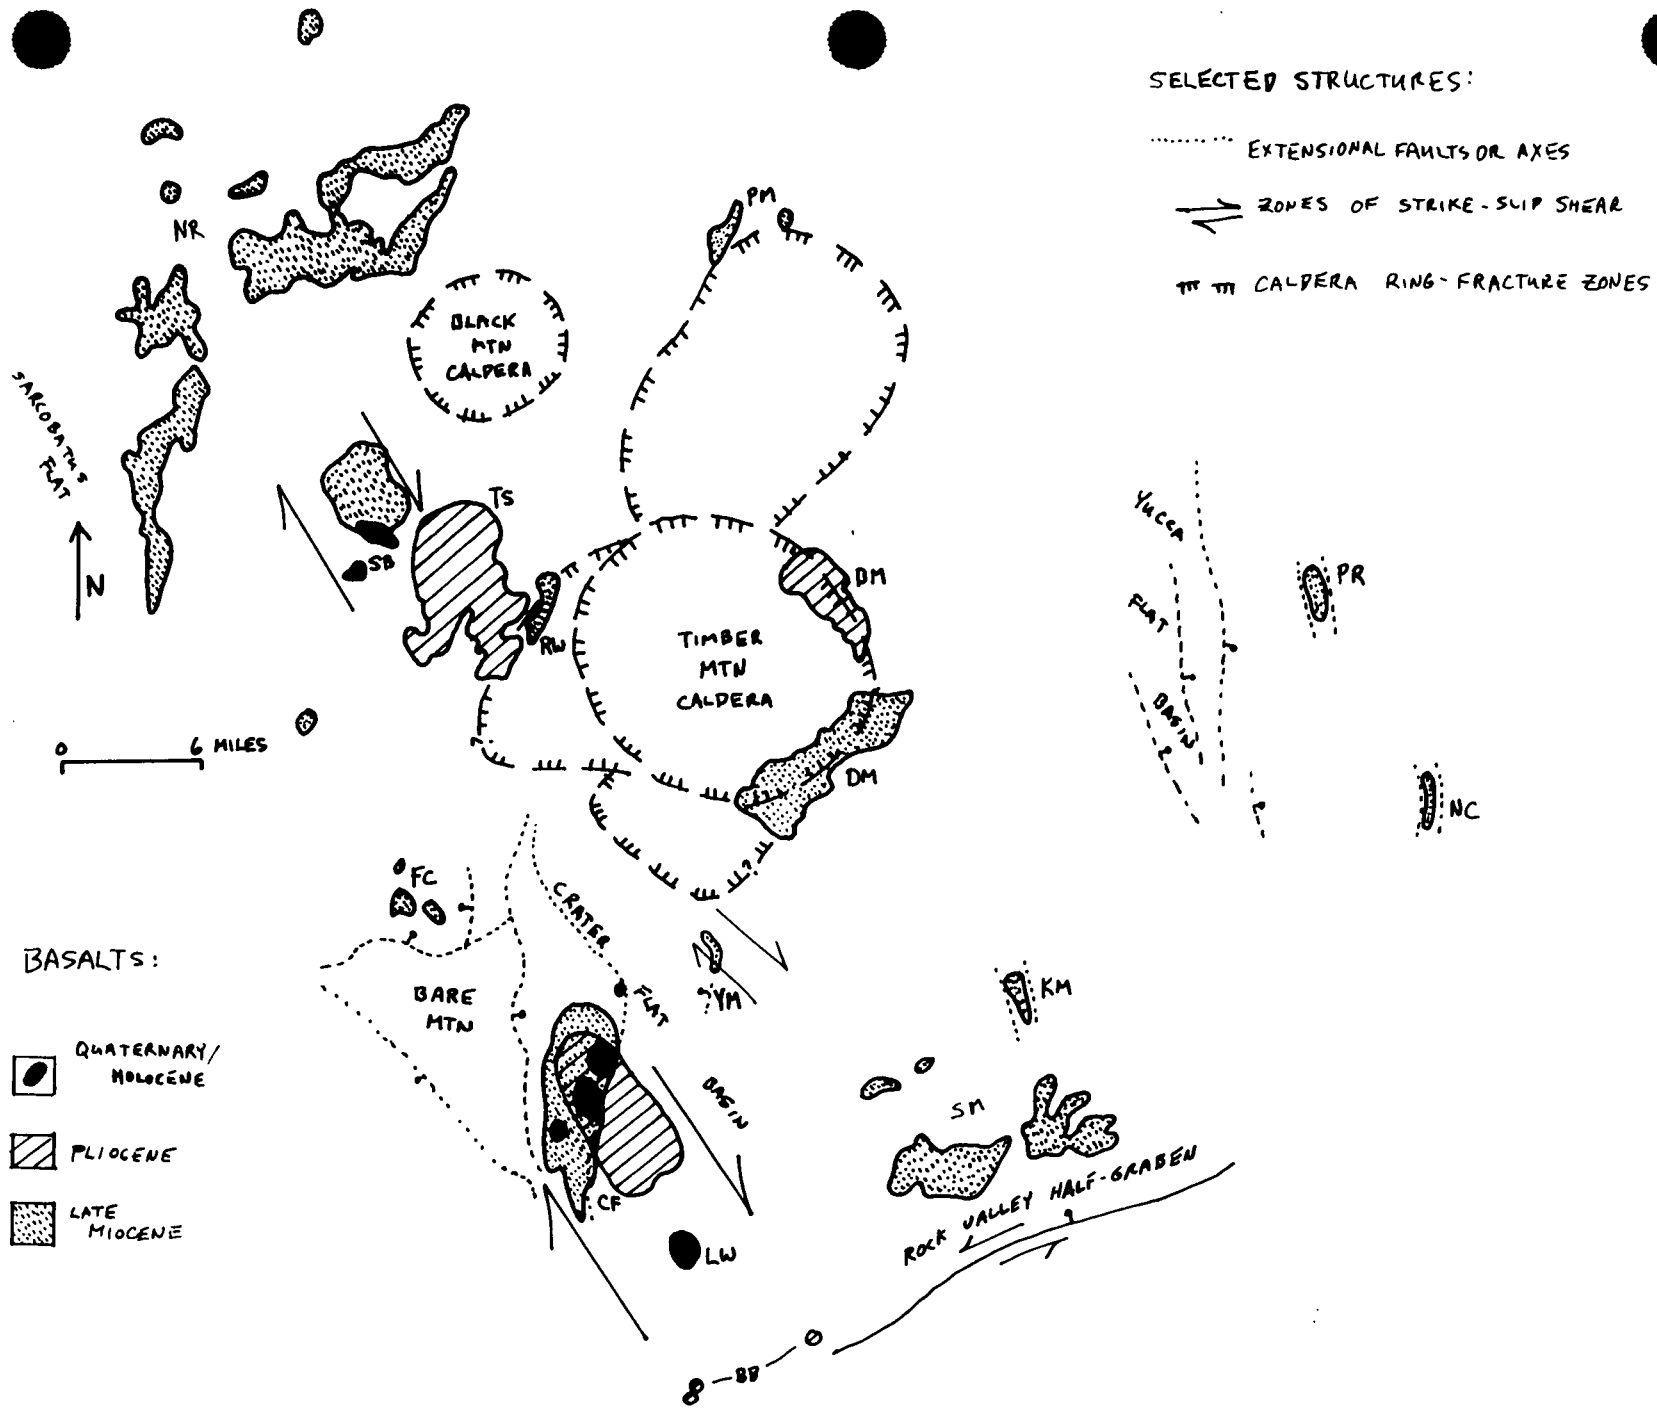 SELECTED STRUCTURES:
EXTENSIONAL FAULTS OR AXES
ZONES OF STRIKE-SLIP SHEAR
CALDERA RING-FRACTURE ZONES
PM
NR
BLACK
MTN
CALDERA
SARCOBATUS
FLAT
TS
SB
N
RW
DM
TIMBER
MTN
CALDERA
YUCCA
FLAT
BASIN
PR
0 6 MILES
DM
NC
?
?
FC
CRATER
FLAT
BASIN
BARE
MTN
?
YM
KM
BASALTS:
QUATERNARY/
HOLOCENE
PLIOCENE
LATE
MIOCENE
SM
CF
LW
ROCK VALLEY HALF-GRABEN
BB